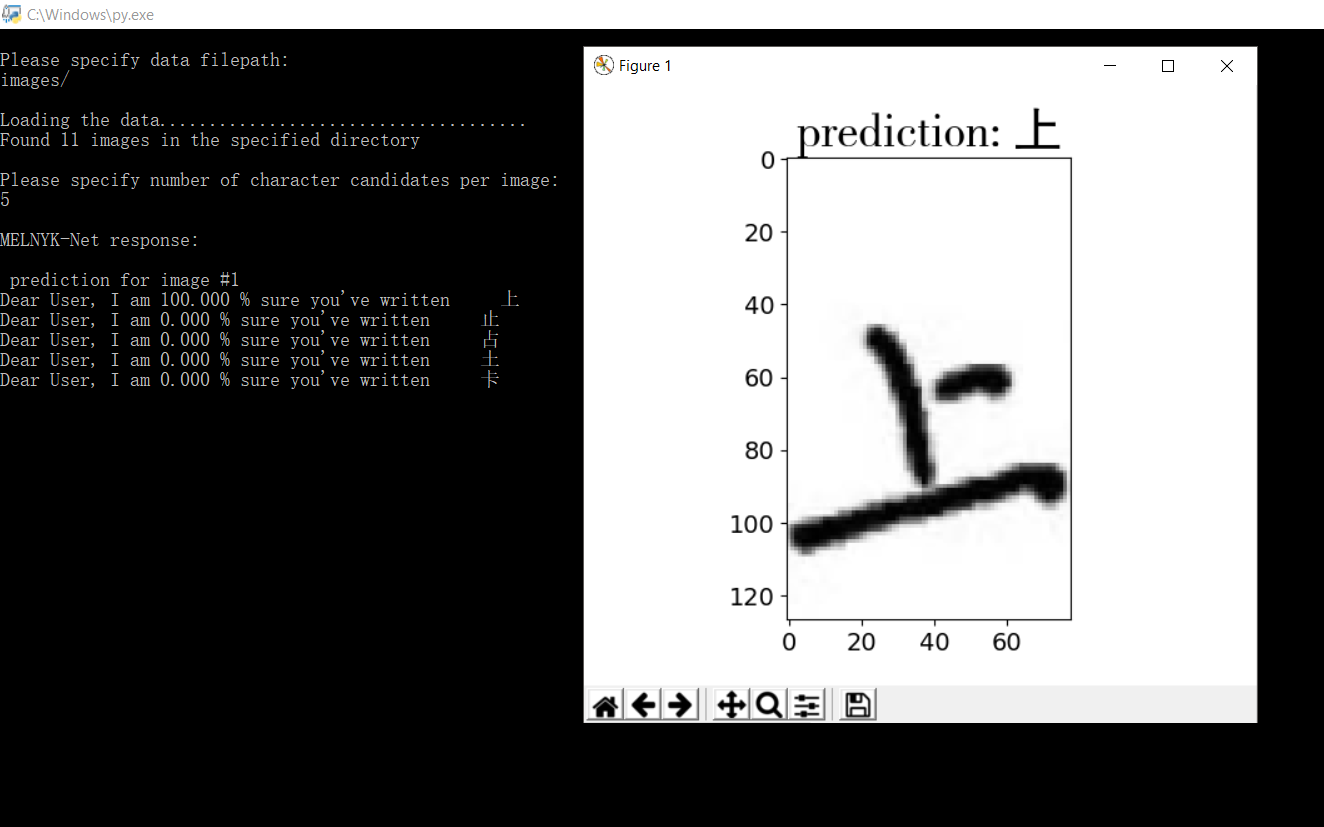 C:\Windows\py.exe
Please specify data filepath:
images/
Loading the data.....................................
Found 11 images in the specified directory
Please specify number of character candidates per image:
5
MELNYK-Net response:
prediction for image #1
Dear User, I am 100.000 % sure you've written 上
Dear User, I am 0.000 % sure you've written 止
Dear User, I am 0.000 % sure you've written 占
Dear User, I am 0.000 % sure you've written 土
Dear User, I am 0.000 % sure you've written 卡
Figure 1
prediction: 上
0
20
40
60
80
100
120
上
0 20 40 60